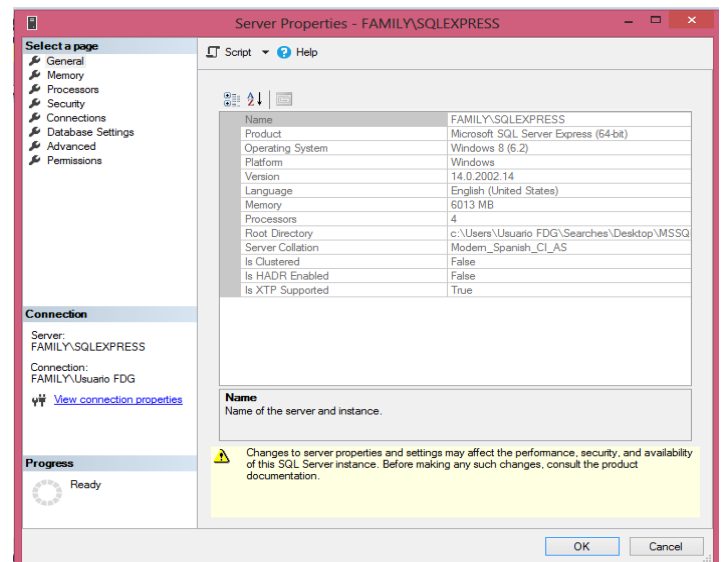 Server Properties - FAMILY\SQLEXPRESS
Select a page
General
Memory
Processors
Security
Connections
Database Settings
Advanced
Permissions
Script Help
Name FAMILY\SQLEXPRESS
Product Microsoft SQL Server Express (64-bit)
Operating System Windows 8 (6.2)
Platform Windows
Version 14.0.2002.14
Language English (United States)
Memory 6013 MB
Processors 4
Root Directory c:\Users\Usuario FDG\Searches\Desktop\MSSQ
Server Collation Modern_Spanish_CI_AS
Is Clustered False
Is HADR Enabled False
Is XTP Supported True
Name
Name of the server and instance.
Changes to server properties and settings may affect the performance, security, and availability
of this SQL Server instance. Before making any such changes, consult the product
documentation.
Connection
Server:
FAMILY\SQLEXPRESS
Connection:
FAMILY\Usuario FDG
View connection properties
Progress
Ready
OK Cancel